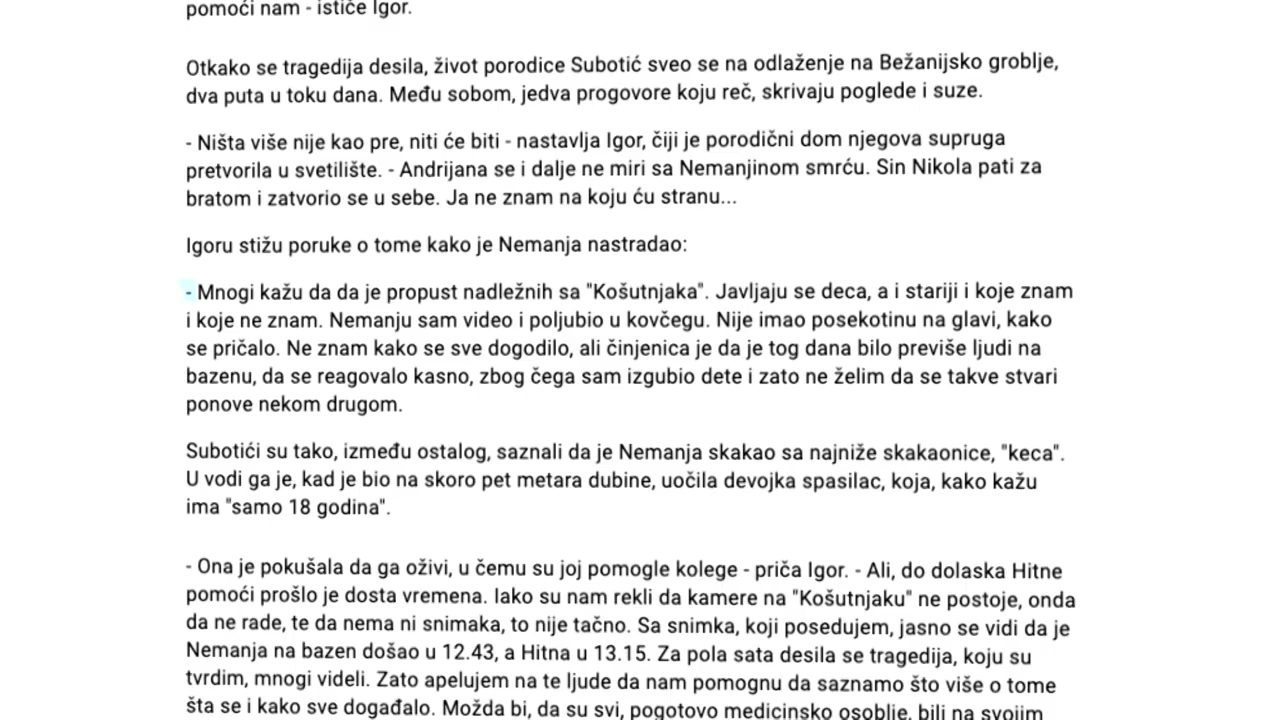 pomoći nam - ističe Igor.
Otkako se tragedija desila, život porodice Subotić sveo se na odlaženje na Bežanijsko groblje,
dva puta u toku dana. Među sobom, jedva progovore koju reč, skrivaju poglede i suze.
- Ništa više nije kao pre, niti će biti - nastavlja Igor, čiji je porodični dom njegova supruga
pretvorila u svetilište. - Andrijana se i dalje ne miri sa Nemanjinom smrću. Sin Nikola pati za
bratom i zatvorio se u sebe. Ja ne znam na koju ću stranu...
Igoru stižu poruke o tome kako je Nemanja nastradao:
- Mnogi kažu da da je propust nadležnih sa "Košutnjaka". Javljaju se deca, a i stariji i koje znam
i koje ne znam. Nemanju sam video i poljubio u kovčegu. Nije imao posekotinu na glavi, kako
se pričalo. Ne znam kako se sve dogodilo, ali činjenica je da je tog dana bilo previše ljudi na
bazenu, da se reagovalo kasno, zbog čega sam izgubio dete i zato ne želim da se takve stvari
ponove nekom drugom.
Subotići su tako, između ostalog, saznali da je Nemanja skakao sa najniže skakaonice, "keca".
U vodi ga je, kad je bio na skoro pet metara dubine, uočila devojka spasilac, koja, kako kažu
ima "samo 18 godina".
- Ona je pokušala da ga oživi, u čemu su joj pomogle kolege - priča Igor. - Ali, do dolaska Hitne
pomoći prošlo je dosta vremena. Iako su nam rekli da kamere na "Košutnjaku" ne postoje, onda
da ne rade, te da nema ni snimaka, to nije tačno. Sa snimka, koji posedujem, jasno se vidi da je
Nemanja na bazen došao u 12.43, a Hitna u 13.15. Za pola sata desila se tragedija, koju su
tvrdim, mnogi videli. Zato apelujem na te ljude da nam pomognu da saznamo što više o tome
šta se i kako sve događalo. Možda bi, da su svi, pogotovo medicinsko osoblje, bili na svojim